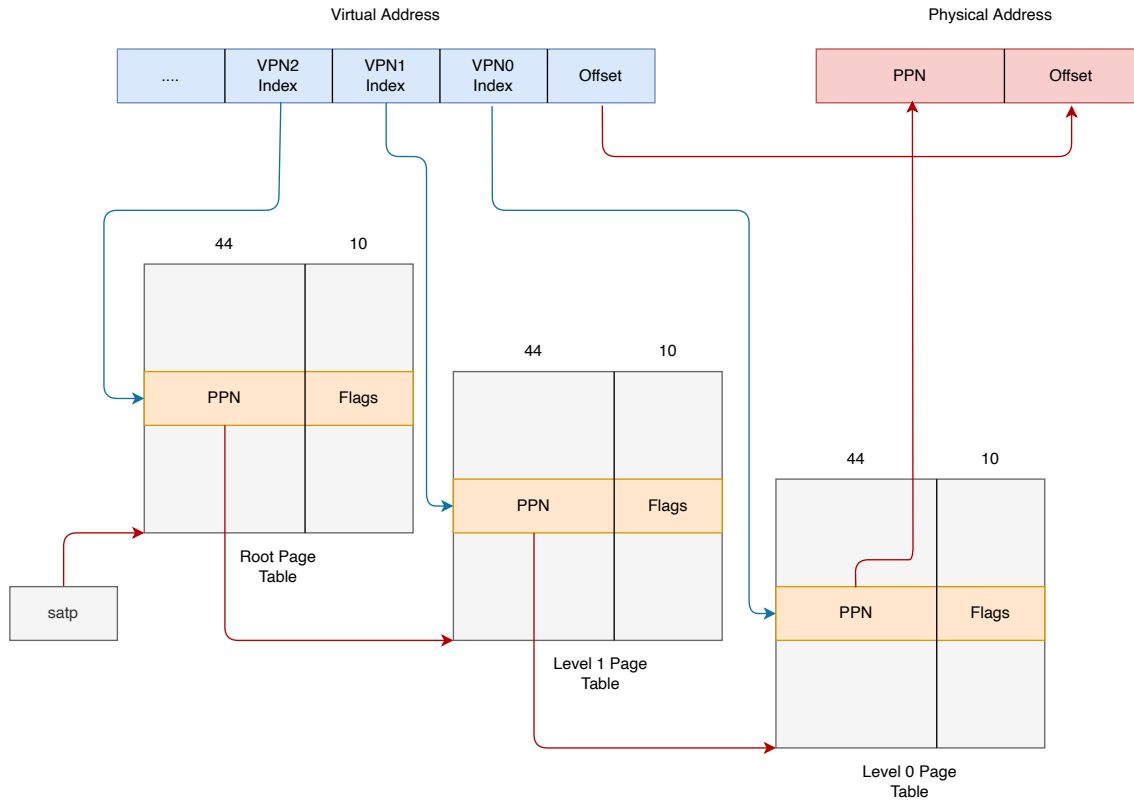 Virtual Address
Physical Address
....
VPN2
Index
VPN1
Index
VPN0
Index
Offset
PPN
Offset
44
10
PPN
Flags
Root Page
Table
satp
44
10
PPN
Flags
Level 1 Page
Table
44
10
PPN
Flags
Level 0 Page
Table